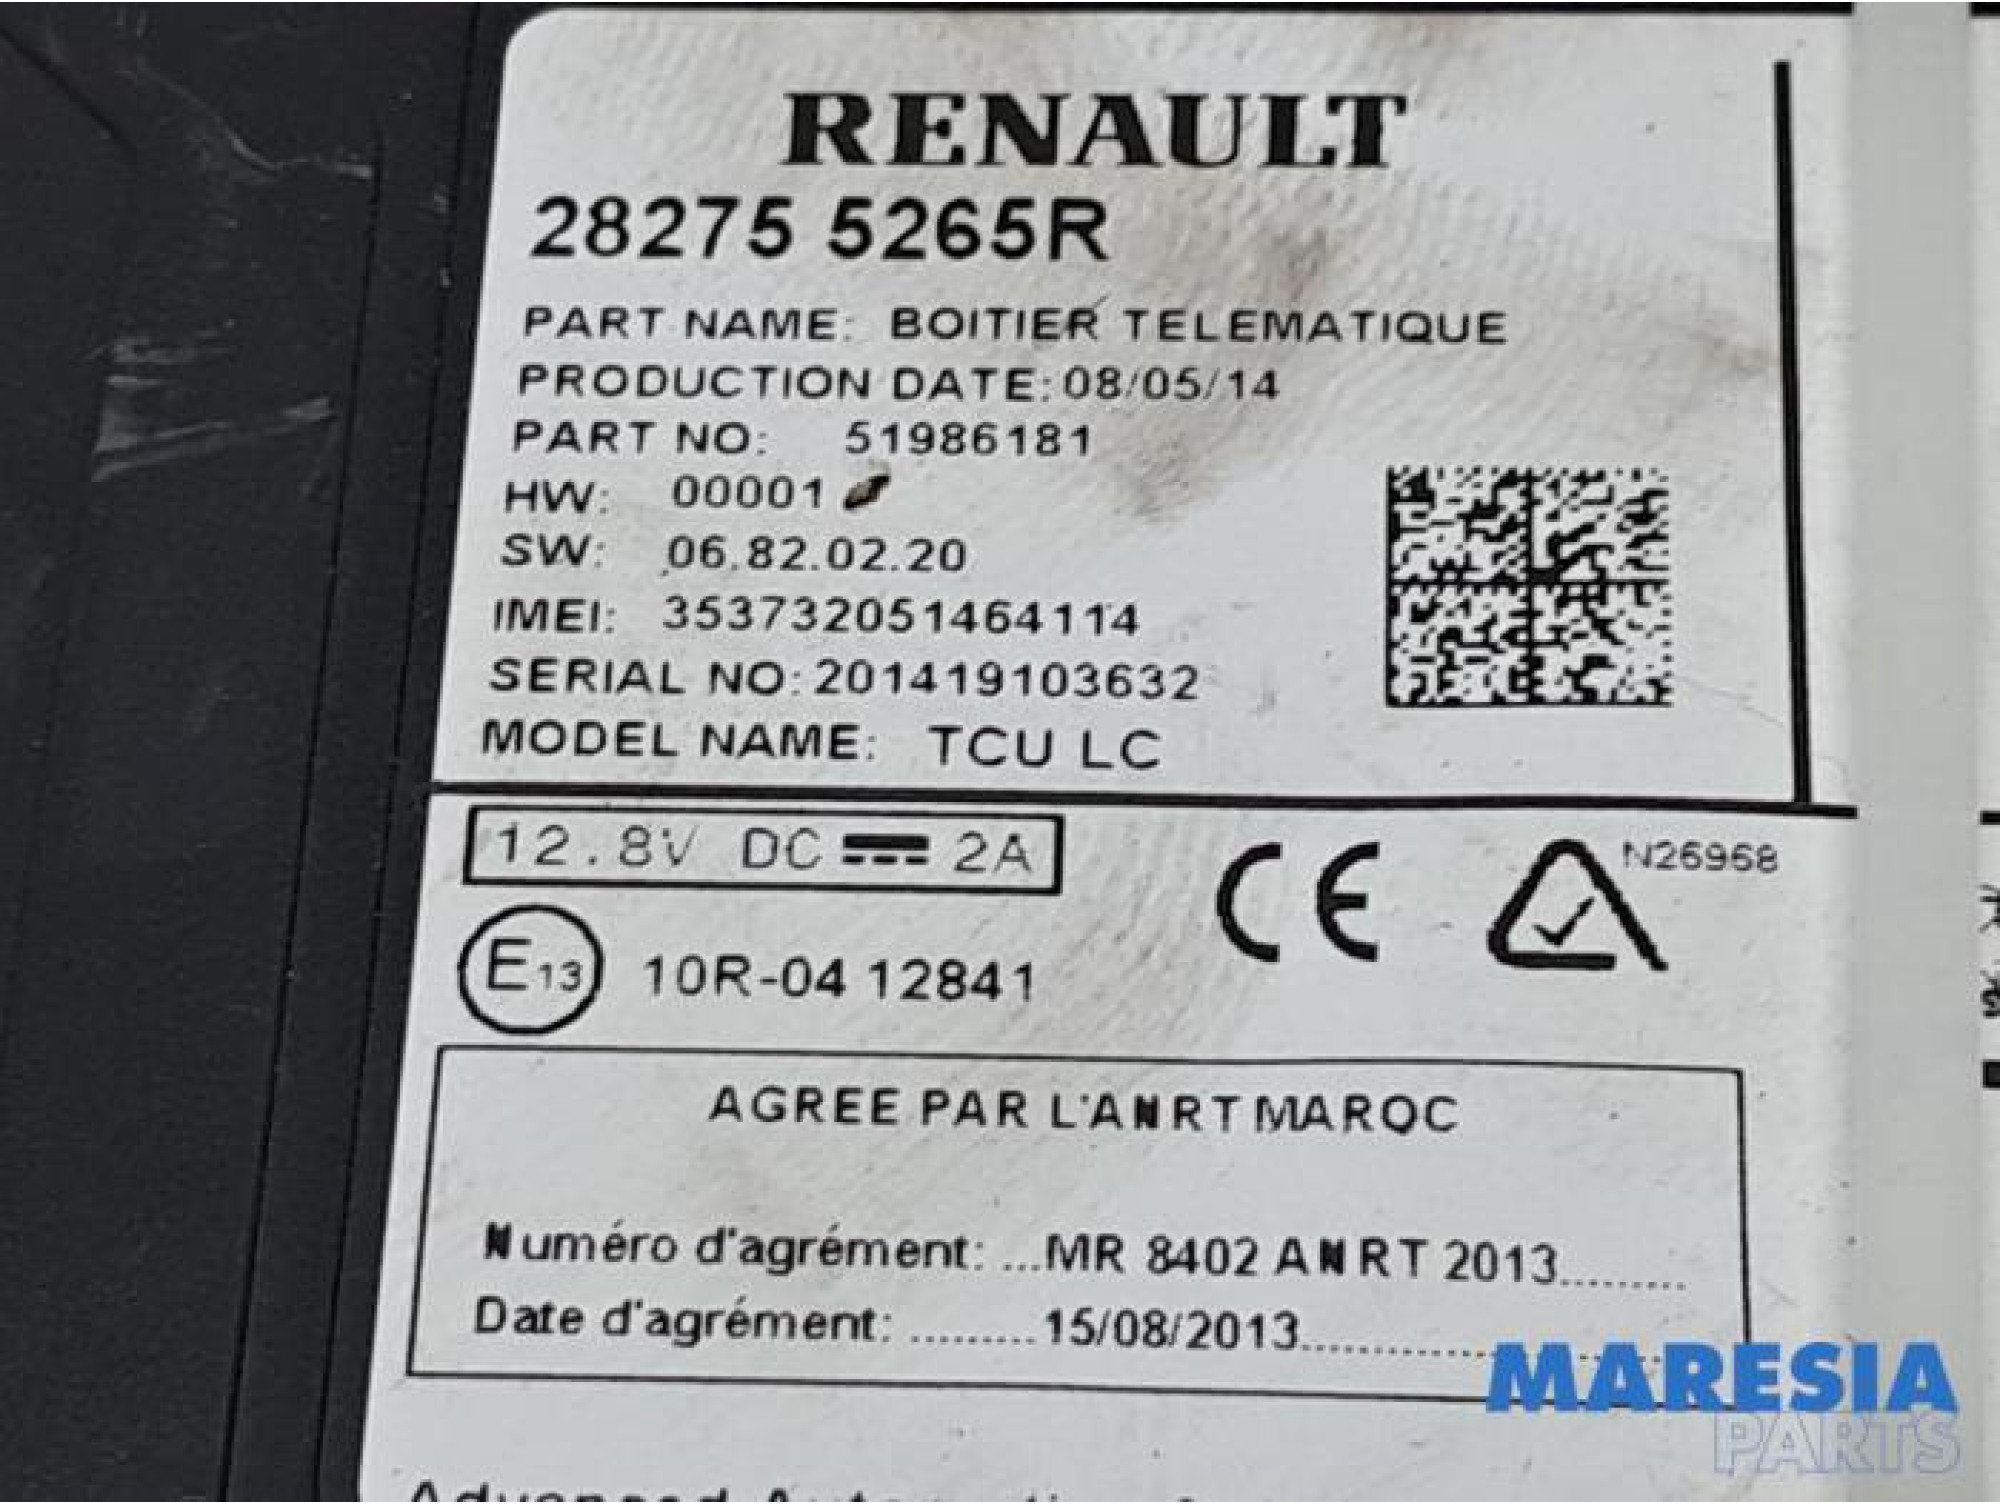 RENAULT
28275 5265R
PART NAME: BOITIER TELEMATIQUE
PRODUCTION DATE: 08/05/14
PART NO: 51986181
HW: 00001
SW: 06.82.02.20
IMEI: 353732051464114
SERIAL NO: 201419103632
MODEL NAME: TCU LC
12.8V DC 2A
CE N26968
E13 10R-04 12841
AGREE PAR L'ANRT MAROC
Numéro d'agrément: ...MR 8402 ANRT 2013.........
Date d'agrément: .........15/08/2013....................
MARESIA
PARTS
Advanced